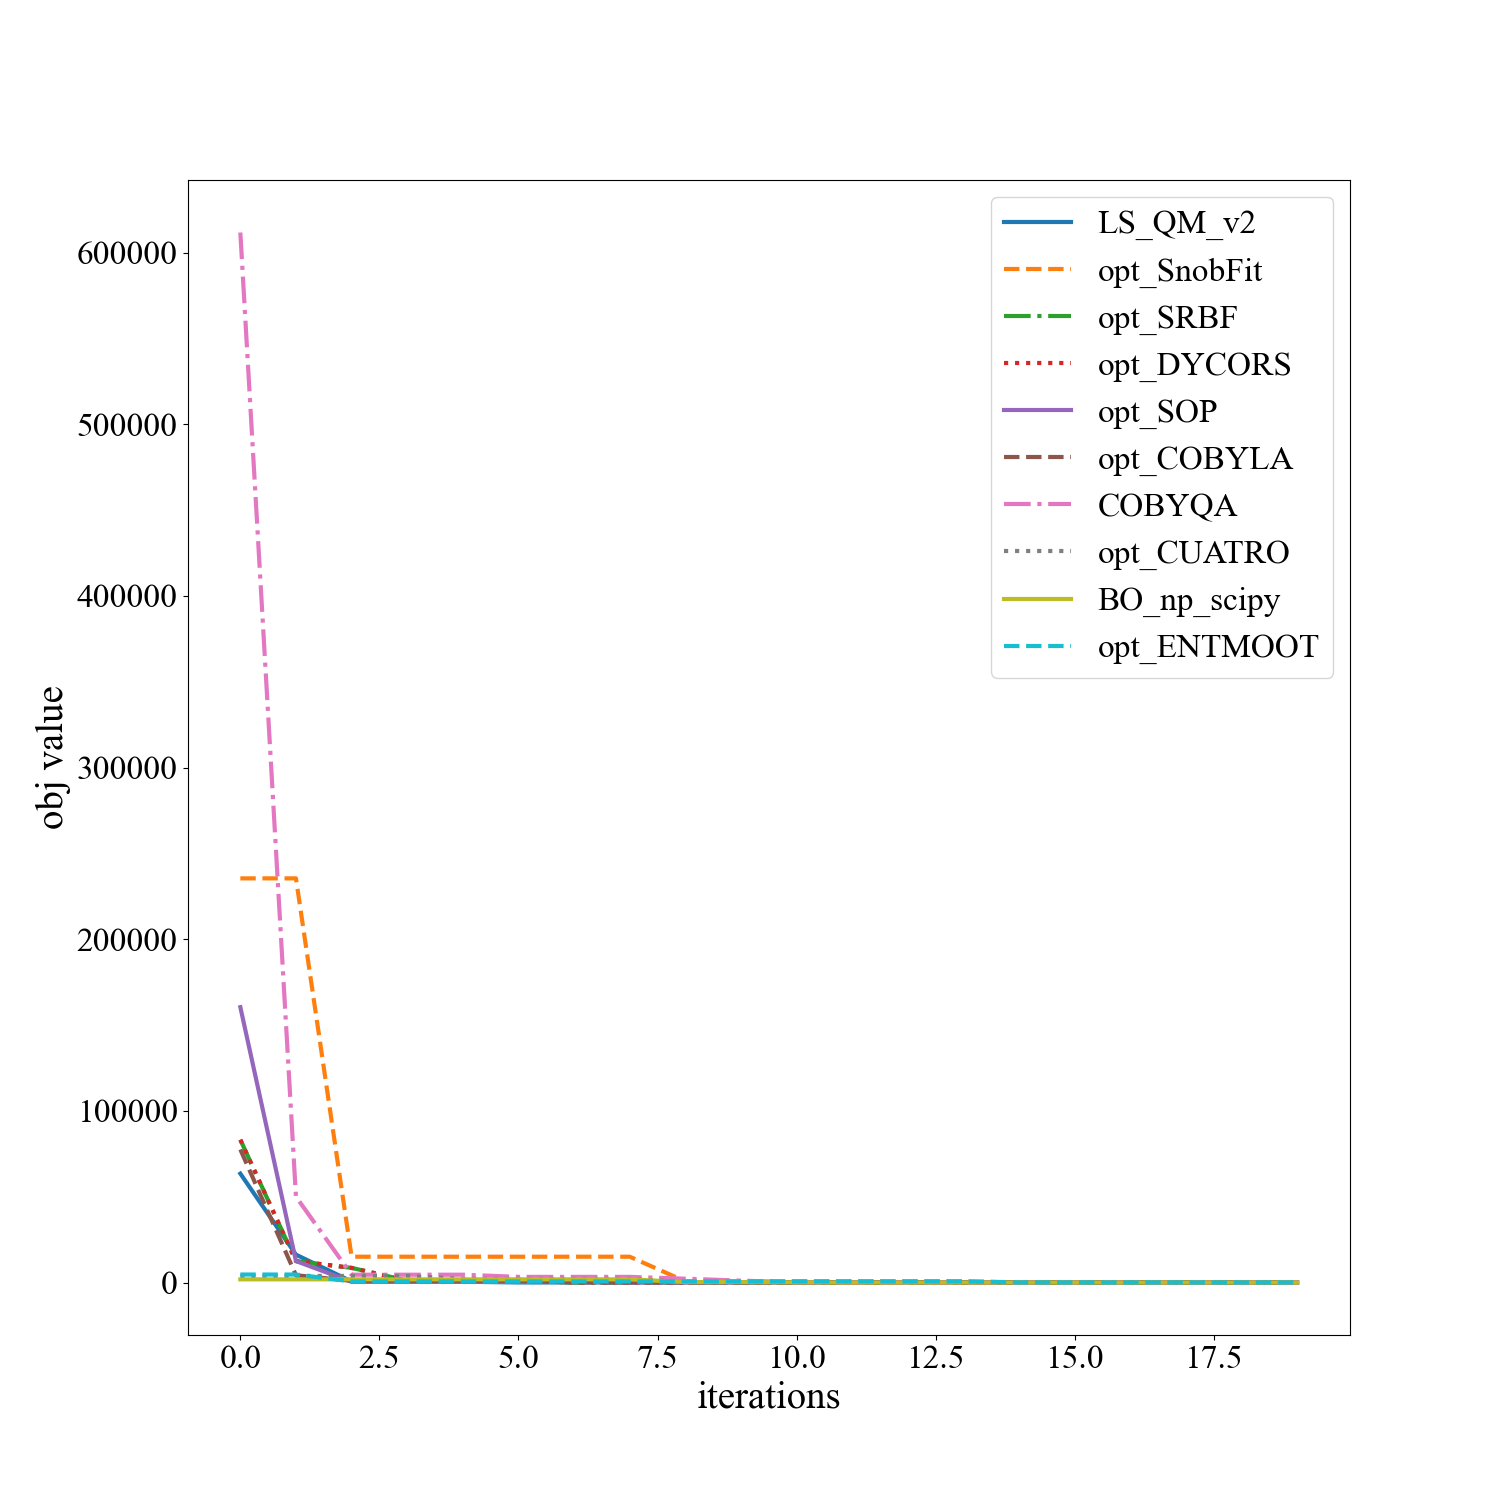 600000
500000
400000
300000
200000
100000
0
obj value
0.0 2.5 5.0 7.5 10.0 12.5 15.0 17.5
iterations
LS_QM_v2
opt_SnobFit
opt_SRBF
opt_DYCORS
opt_SOP
opt_COBYLA
COBYQA
opt_CUATRO
BO_np_scipy
opt_ENTMOOT